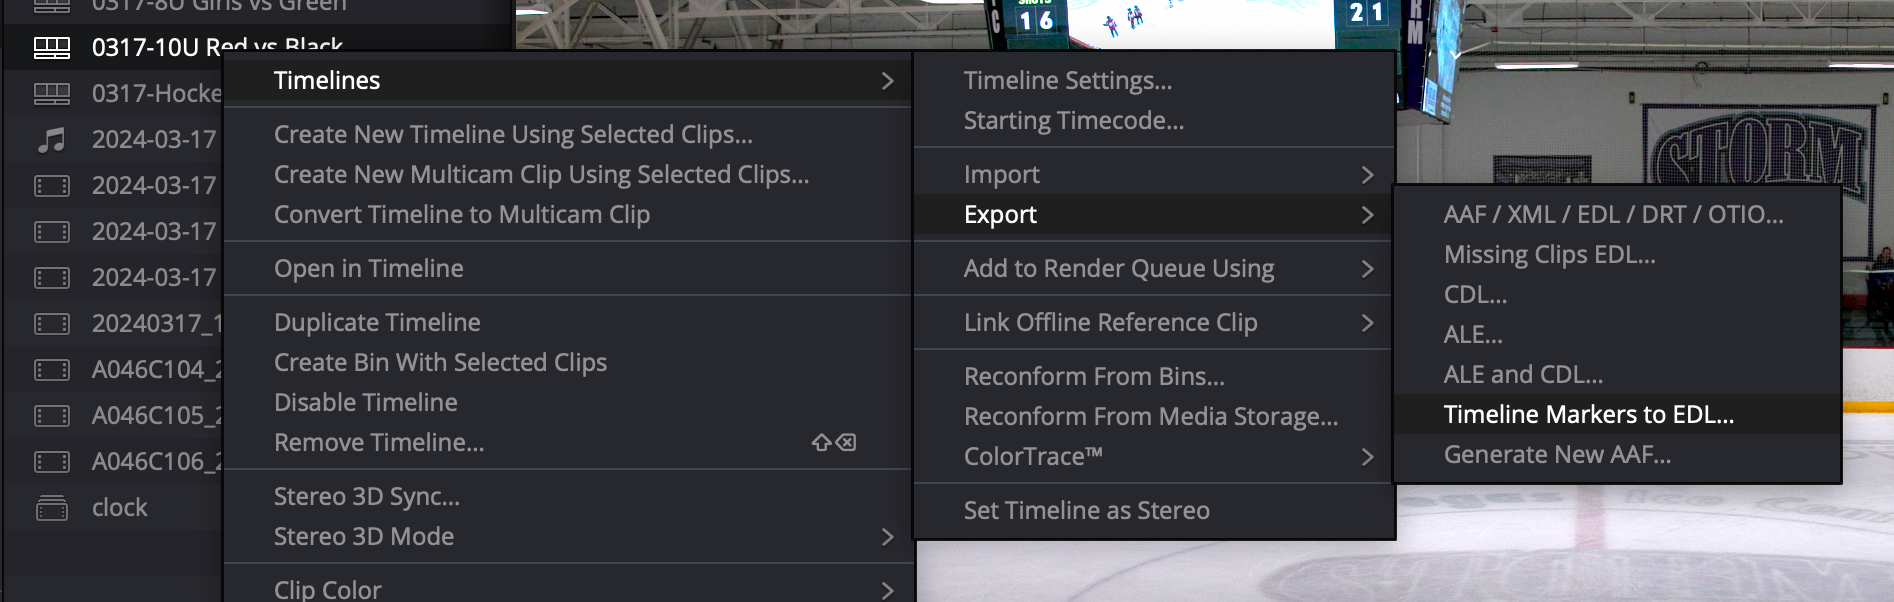 0317-8U Girls vs Green
0317-10U Red vs Black
0317-Hocke
2024-03-17
2024-03-17
2024-03-17
2024-03-17
20240317_1
A046C104_2
A046C105_2
A046C106_2
clock
Timelines
Create New Timeline Using Selected Clips...
Create New Multicam Clip Using Selected Clips...
Convert Timeline to Multicam Clip
Open in Timeline
Duplicate Timeline
Create Bin With Selected Clips
Disable Timeline
Remove Timeline...
Stereo 3D Sync...
Stereo 3D Mode
Clip Color
Timeline Settings...
Starting Timecode...
Import
Export
Add to Render Queue Using
Link Offline Reference Clip
Reconform From Bins...
Reconform From Media Storage...
ColorTrace™
Set Timeline as Stereo
AAF / XML / EDL / DRT / OTIO...
Missing Clips EDL...
CDL...
ALE...
ALE and CDL...
Timeline Markers to EDL...
Generate New AAF...
SHOTS
16
21
C
RM
STORM